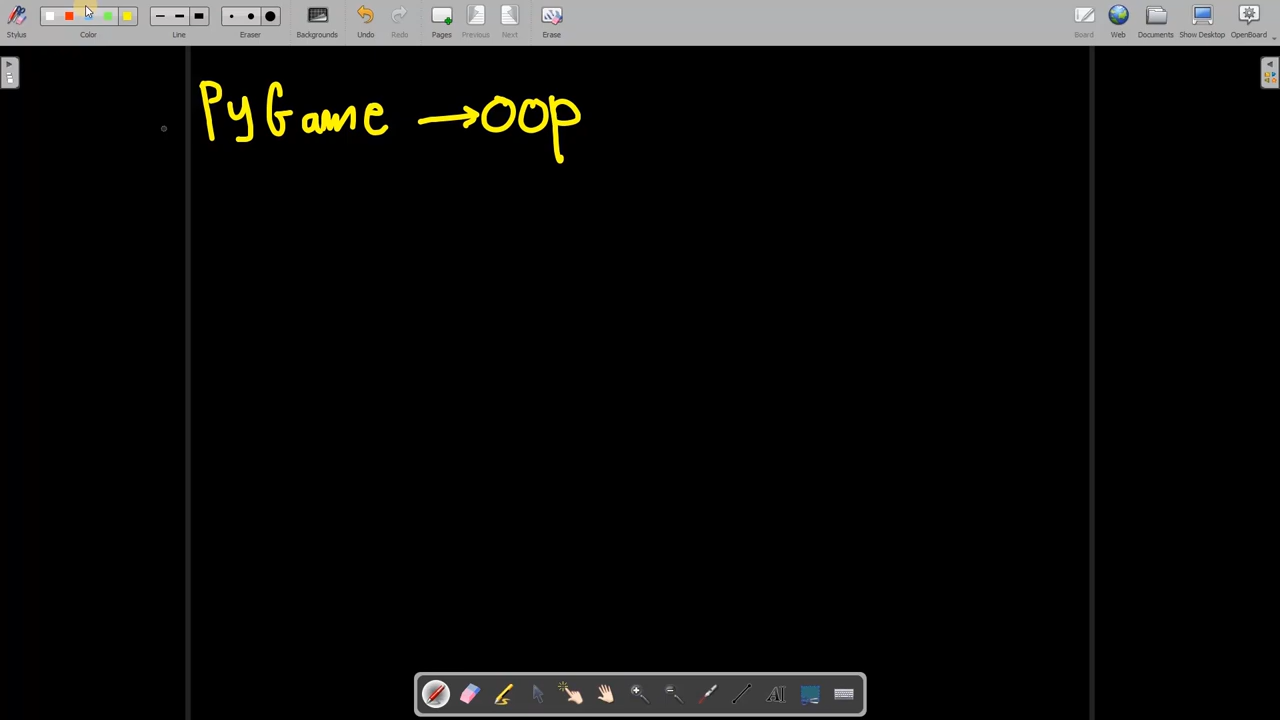 Stylus Color Line Eraser Backgrounds Undo Redo Pages Previous Next Erase Board Web Documents Show Desktop OpenBoard
PyGame → OOP
AI